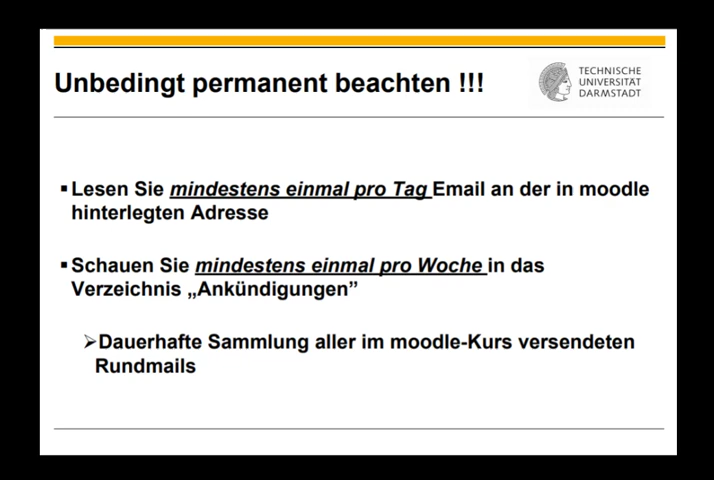 Unbedingt permanent beachten !!!
TECHNISCHE
UNIVERSITÄT
DARMSTADT
▪Lesen Sie mindestens einmal pro Tag Email an der in moodle
hinterlegten Adresse
▪Schauen Sie mindestens einmal pro Woche in das
Verzeichnis „Ankündigungen”
➢Dauerhafte Sammlung aller im moodle-Kurs versendeten
Rundmails